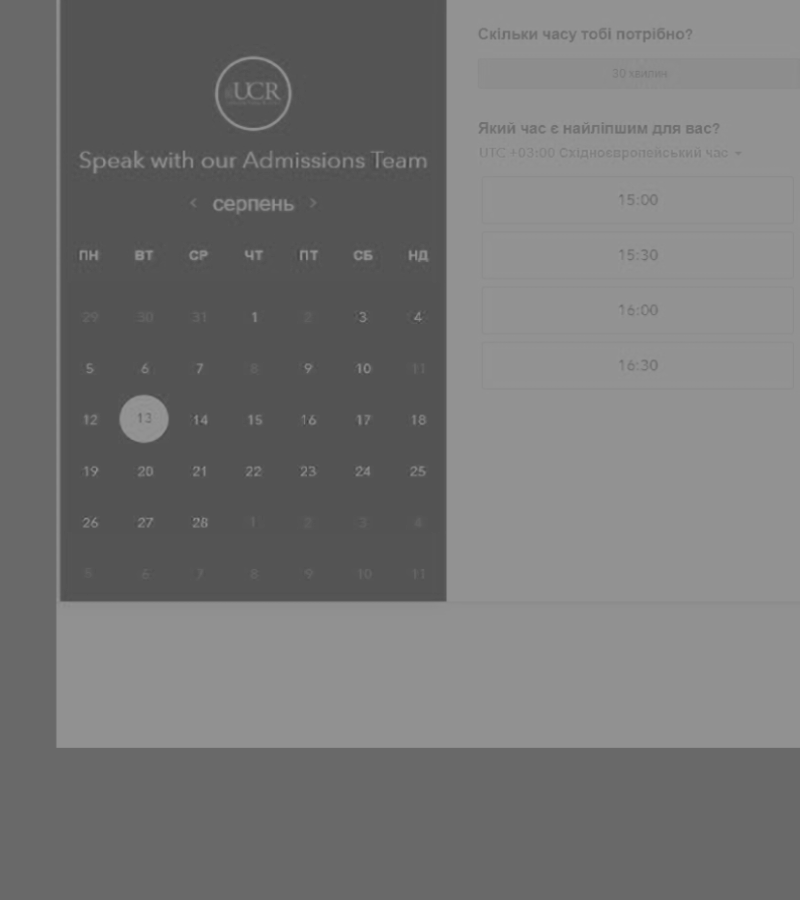 UCR
Speak with our Admissions Team
< серпень >
ПН ВТ СР ЧТ ПТ СБ НД
29 30 31 1 2 3 4
5 6 7 8 9 10 11
12 13 14 15 16 17 18
19 20 21 22 23 24 25
26 27 28 1 2 3 4
5 6 7 8 9 10 11
Скільки часу тобі потрібно?
30 хвилин
Який час є найліпшим для вас?
UTC +03:00 Східноєвропейський час
15:00
15:30
16:00
16:30